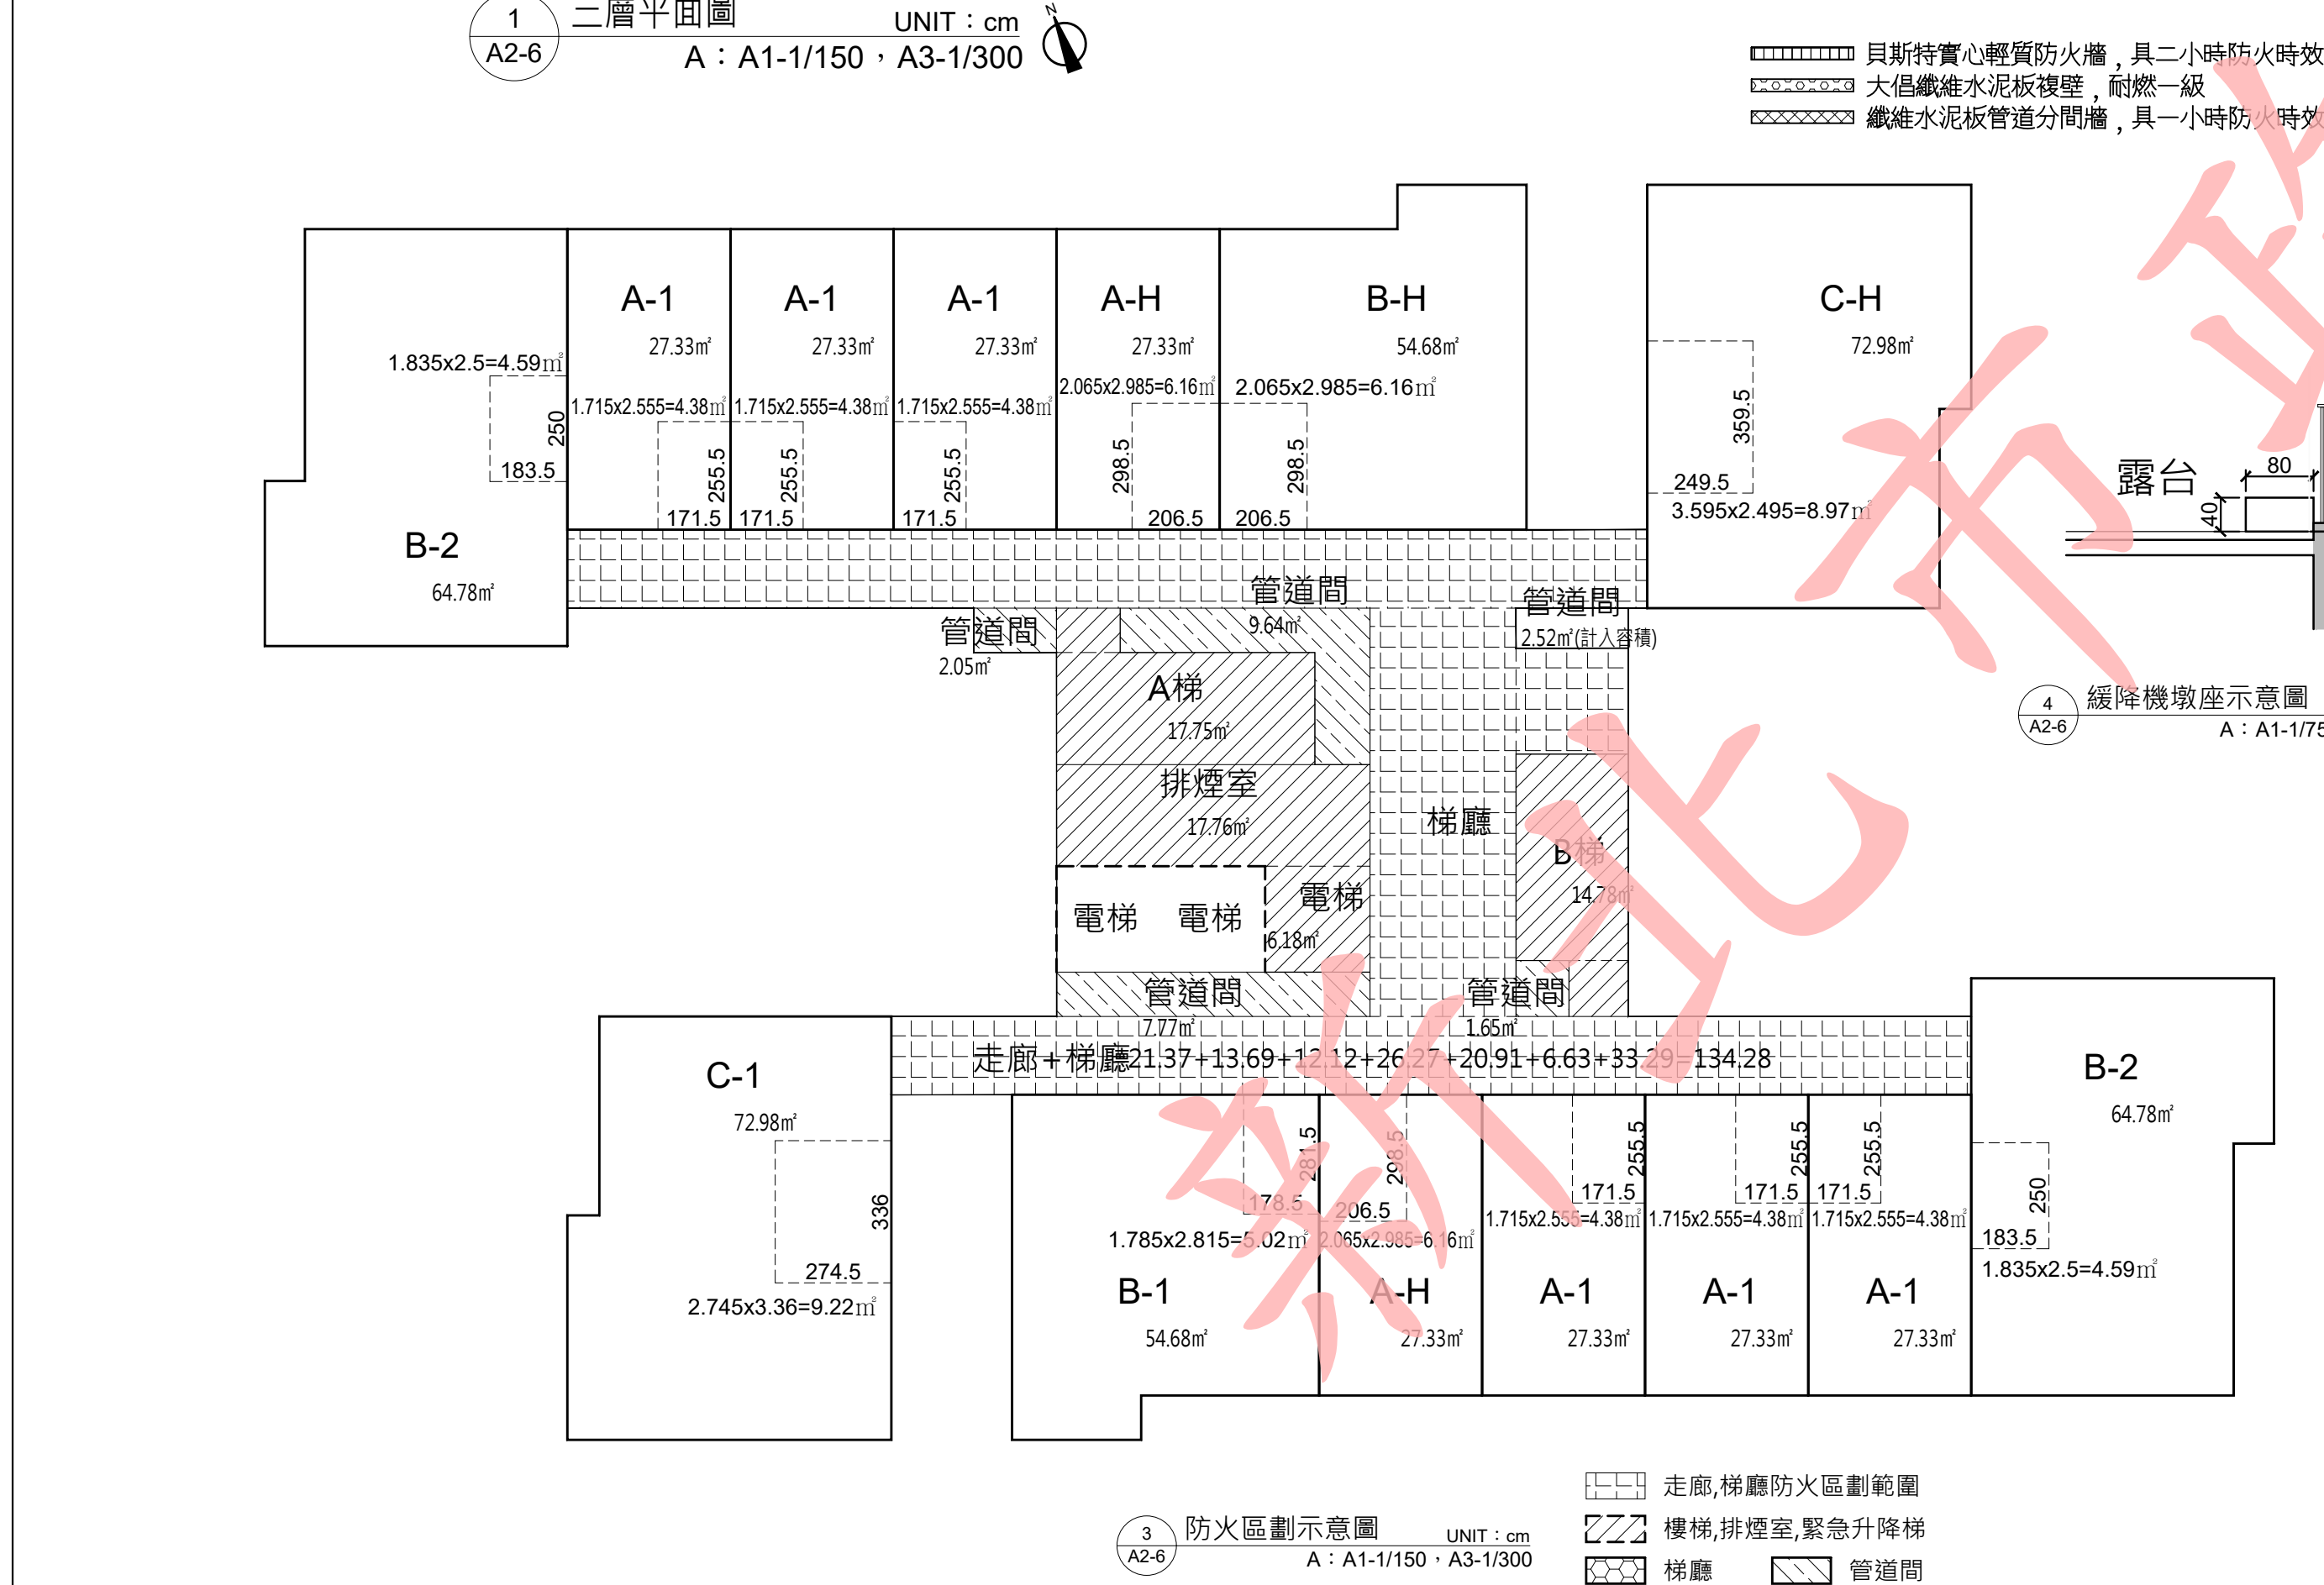 1
A2-6
二層平面圖
UNIT：cm
A：A1-1/150，A3-1/300
N
貝斯特實心輕質防火牆，具二小時防火時效
大倡纖維水泥板複壁，耐燃一級
纖維水泥板管道分間牆，具一小時防火時效
A-1
A-1
A-1
A-H
B-H
C-H
27.33㎡
27.33㎡
27.33㎡
27.33㎡
54.68㎡
72.98㎡
1.835x2.5=4.59㎡
250
183.5
1.715x2.555=4.38㎡
1.715x2.555=4.38㎡
1.715x2.555=4.38㎡
2.065x2.985=6.16㎡
2.065x2.985=6.16㎡
255.5
255.5
255.5
298.5
298.5
359.5
171.5
171.5
171.5
206.5
206.5
249.5
3.595x2.495=8.97㎡
B-2
64.78㎡
露台
80
40
管道間
9.64㎡
管道間
2.52㎡(計入容積)
管道間
2.05㎡
A梯
17.75㎡
排煙室
17.76㎡
梯廳
B梯
14.78㎡
電梯
電梯
電梯
6.18㎡
管道間
7.77㎡
管道間
1.65㎡
4
A2-6
緩降機墩座示意圖
A：A1-1/75
走廊+梯廳21.37+13.69+12.12+26.27+20.91+6.63+33.29=134.28
C-1
72.98㎡
336
274.5
2.745x3.36=9.22㎡
281.5
178.5
1.785x2.815=5.02㎡
298.5
206.5
2.065x2.985=6.16㎡
255.5
171.5
1.715x2.555=4.38㎡
255.5
171.5
1.715x2.555=4.38㎡
255.5
171.5
1.715x2.555=4.38㎡
B-2
64.78㎡
250
183.5
1.835x2.5=4.59㎡
B-1
A-H
A-1
A-1
A-1
54.68㎡
27.33㎡
27.33㎡
27.33㎡
27.33㎡
3
A2-6
防火區劃示意圖
UNIT：cm
A：A1-1/150，A3-1/300
走廊,梯廳防火區劃範圍
樓梯,排煙室,緊急升降梯
梯廳
管道間
新北市